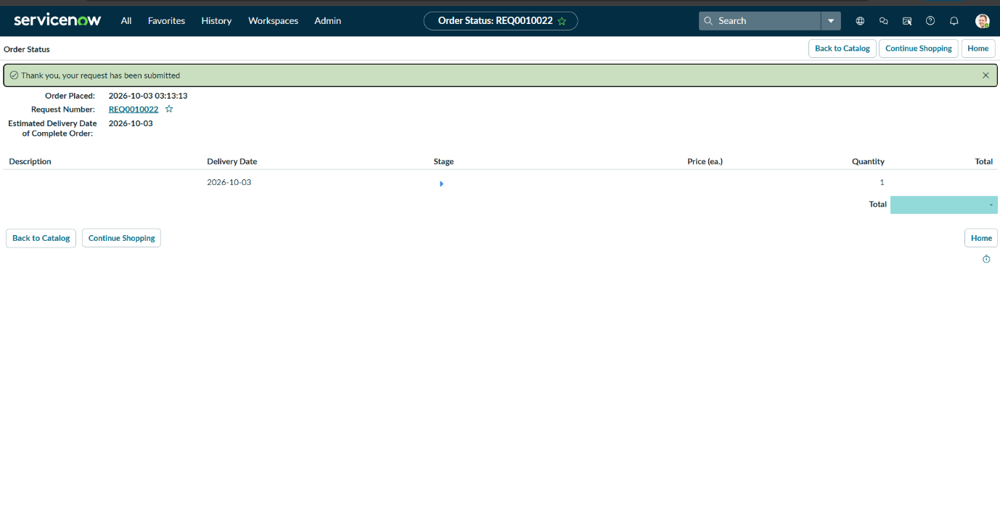 servicenow All Favorites History Workspaces Admin Order Status: REQ0010022 Search
Order Status Back to Catalog Continue Shopping Home
Thank you, your request has been submitted
Order Placed: 2026-10-03 03:13:13
Request Number: REQ0010022
Estimated Delivery Date 2026-10-03
of Complete Order:
Description Delivery Date Stage Price (ea.) Quantity Total
2026-10-03 1
Total -
Back to Catalog Continue Shopping Home